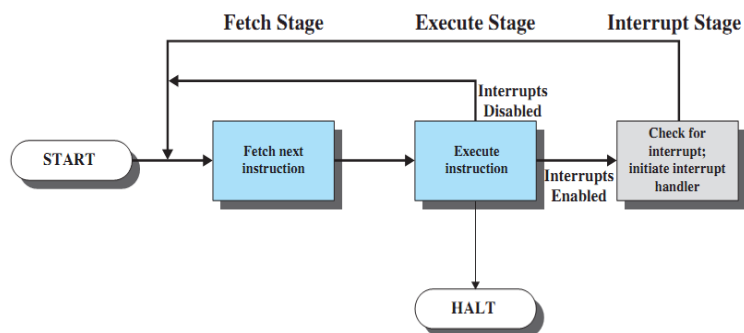 Fetch Stage
Execute Stage
Interrupt Stage
Interrupts
Disabled
START
Fetch next
instruction
Execute
instruction
Interrupts
Enabled
Check for
interrupt;
initiate interrupt
handler
HALT